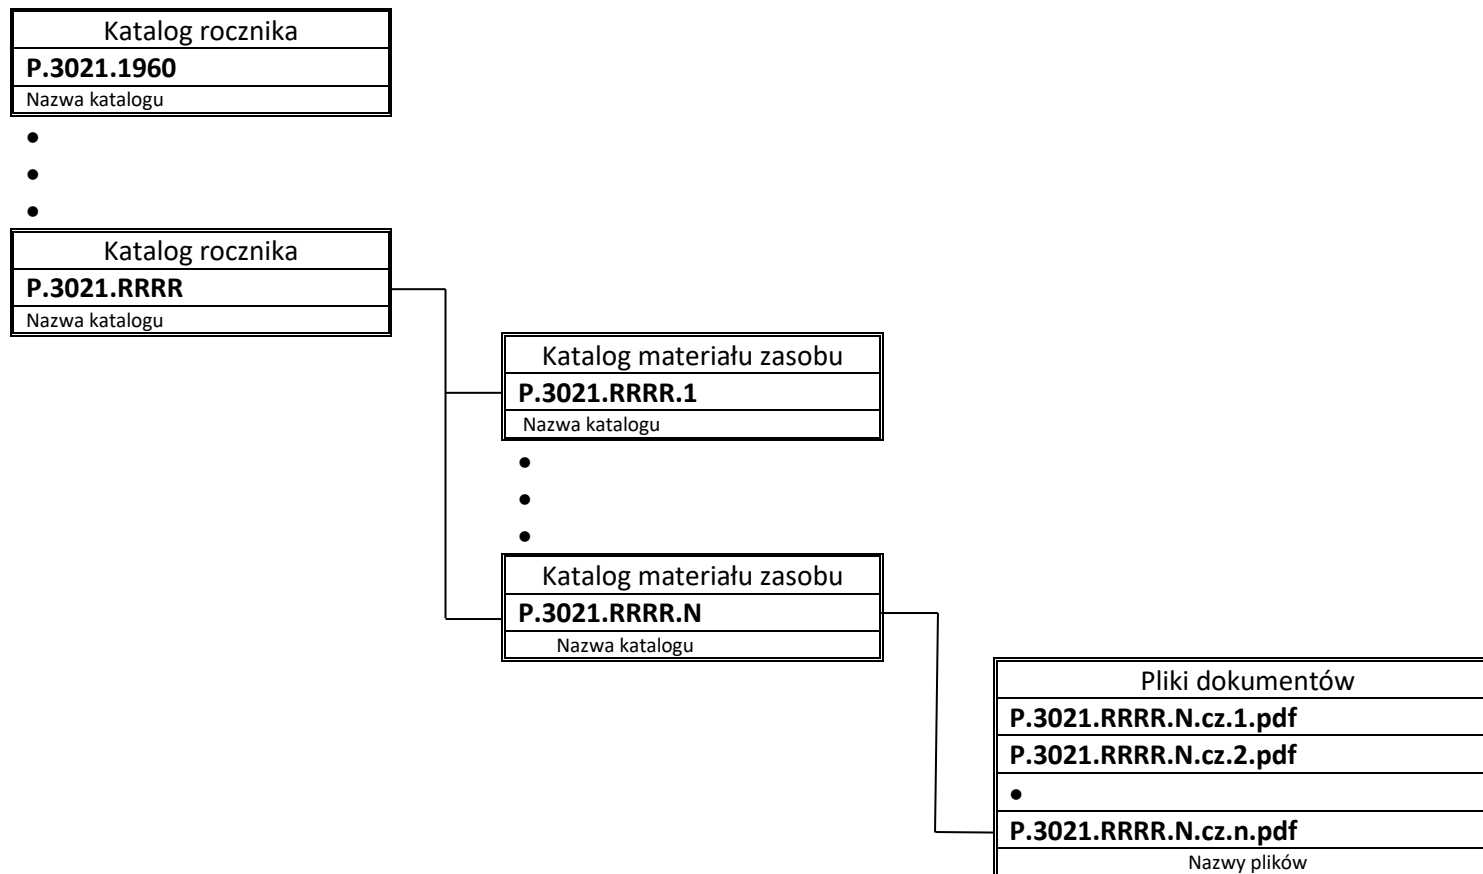 Katalog rocznika
P.3021.1960
Nazwa katalogu
•
•
•
Katalog rocznika
P.3021.RRRR
Nazwa katalogu
Katalog materiału zasobu
P.3021.RRRR.1
Nazwa katalogu
•
•
•
Katalog materiału zasobu
P.3021.RRRR.N
Nazwa katalogu
Pliki dokumentów
P.3021.RRRR.N.cz.1.pdf
P.3021.RRRR.N.cz.2.pdf
•
P.3021.RRRR.N.cz.n.pdf
Nazwy plików